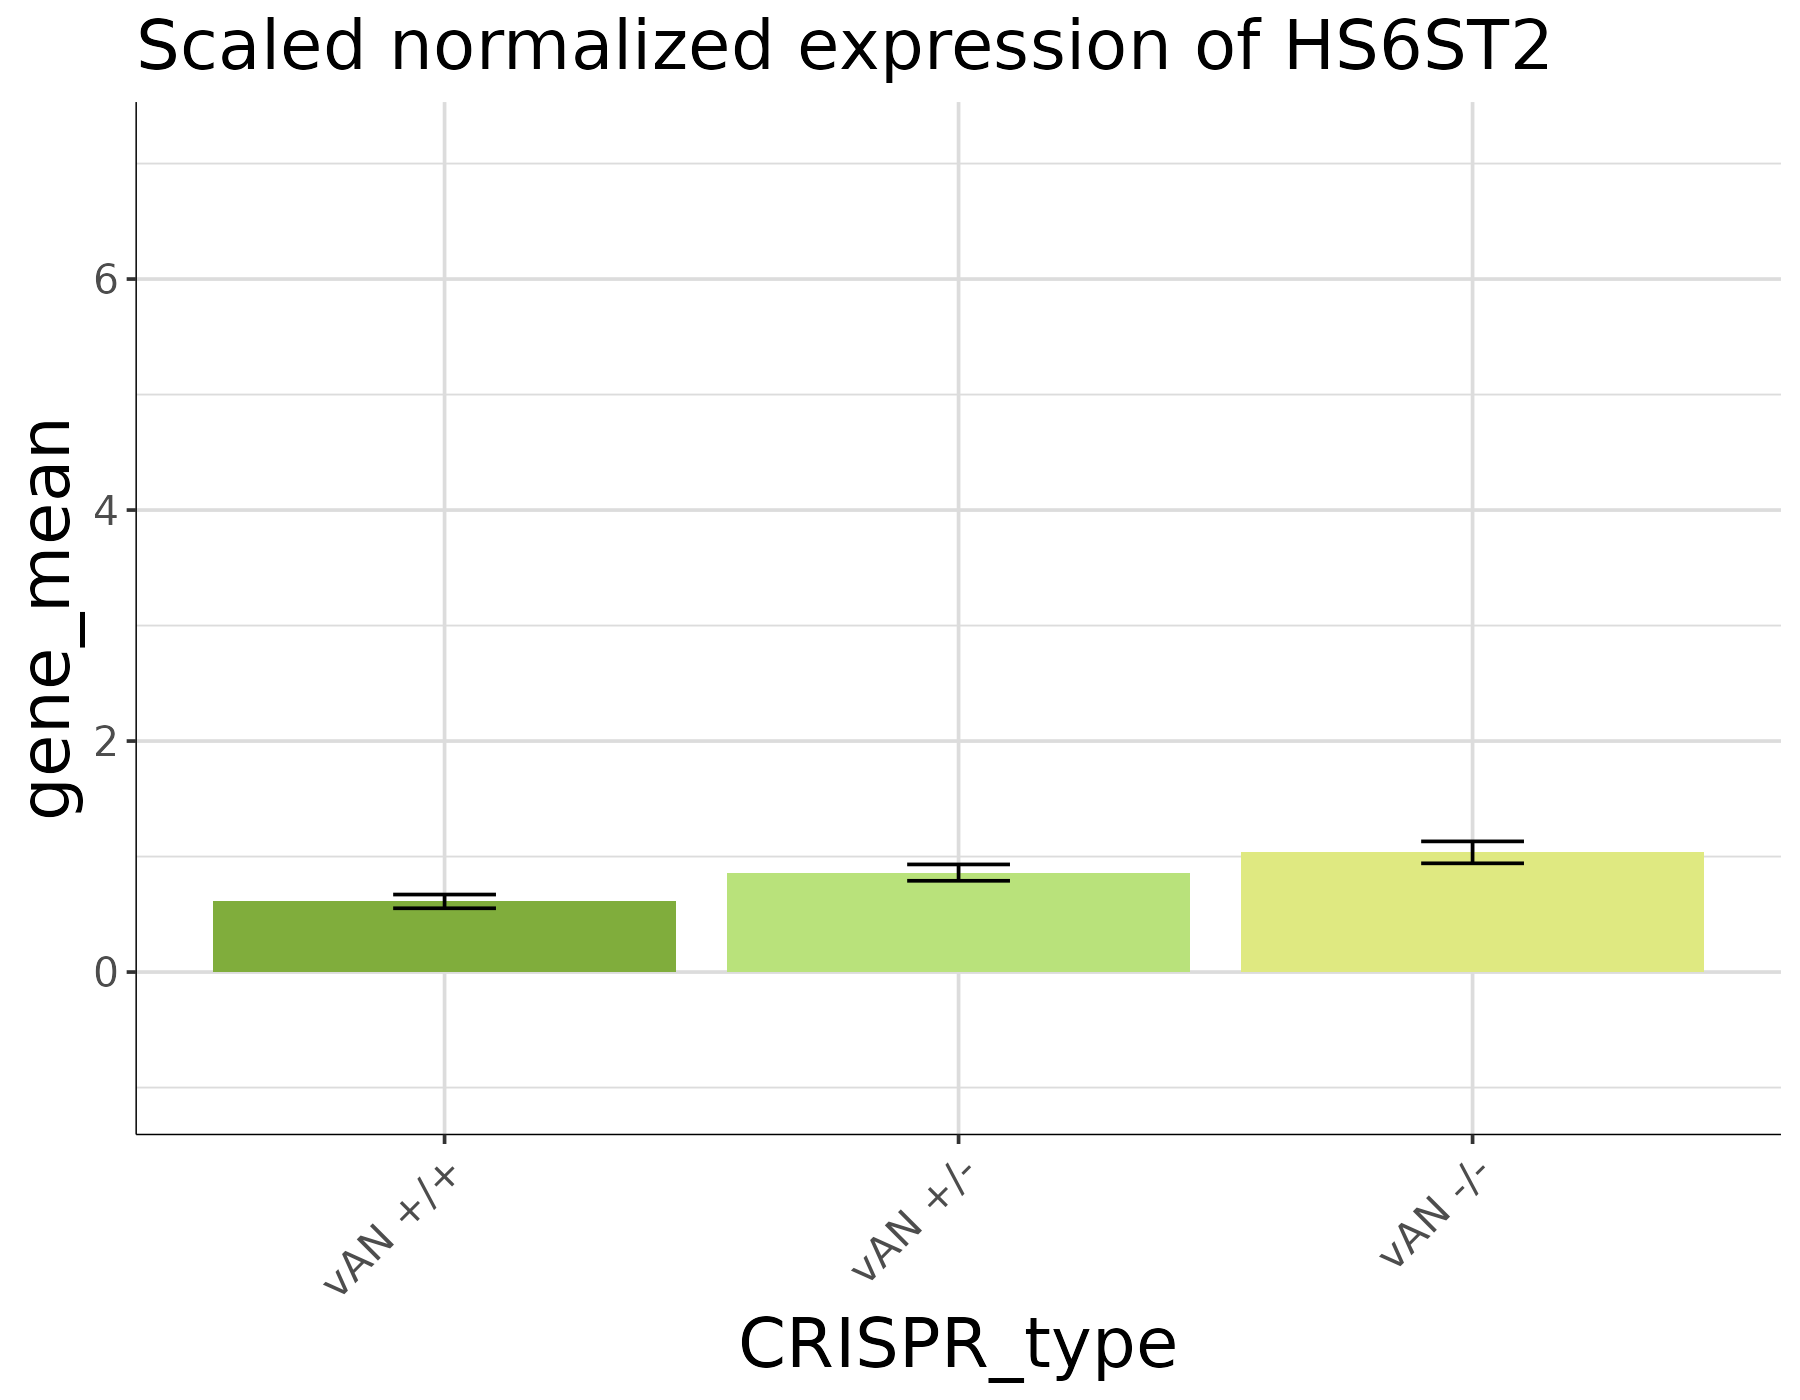 Scaled normalized expression of HS6ST2
gene_mean
6
4
2
0
vAN +/+
vAN +/-
vAN -/-
CRISPR_type